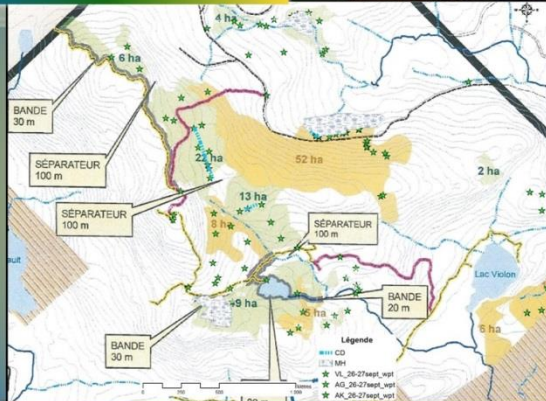 4 ha
6 ha
BANDE
30 m
SÉPARATEUR
100 m
22 ha
52 ha
2 ha
SÉPARATEUR
100 m
13 ha
8 ha
SÉPARATEUR
100 m
Lac Violon
9 ha
BANDE
20 m
6 ha
BANDE
30 m
Légende
CD
MH
VL_26-27sept_wpt
AG_26-27sept_wpt
AK_26-27sept_wpt